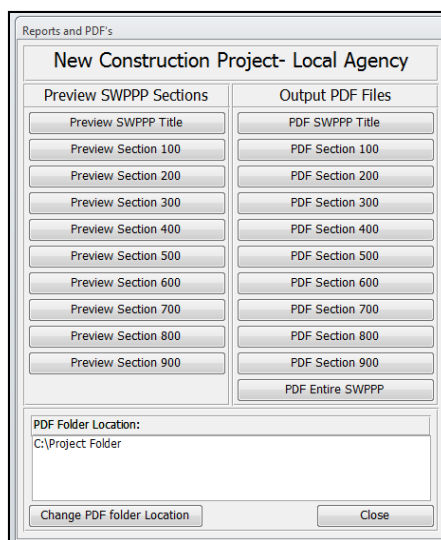 Reports and PDF's
New Construction Project- Local Agency
Preview SWPPP Sections
Preview SWPPP Title
Preview Section 100
Preview Section 200
Preview Section 300
Preview Section 400
Preview Section 500
Preview Section 600
Preview Section 700
Preview Section 800
Preview Section 900
Output PDF Files
PDF SWPPP Title
PDF Section 100
PDF Section 200
PDF Section 300
PDF Section 400
PDF Section 500
PDF Section 600
PDF Section 700
PDF Section 800
PDF Section 900
PDF Entire SWPPP
PDF Folder Location:
C:\Project Folder
Change PDF folder Location
Close